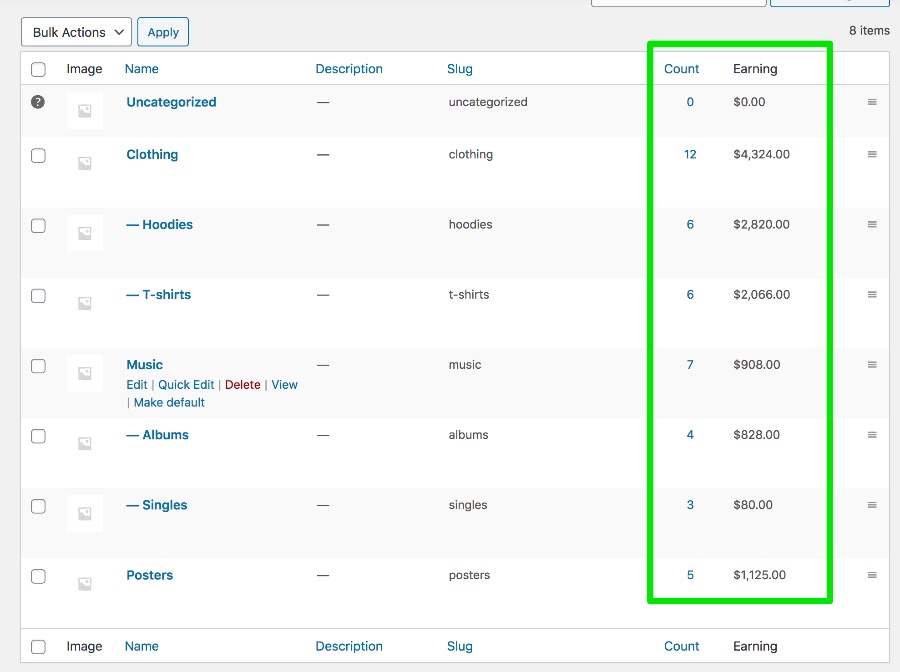 Bulk Actions Apply 8 items
Image Name Description Slug Count Earning
? Uncategorized — uncategorized 0 $0.00
Clothing — clothing 12 $4,324.00
— Hoodies — hoodies 6 $2,820.00
— T-shirts — t-shirts 6 $2,066.00
Music — music 7 $908.00
Edit | Quick Edit | Delete | View
| Make default
— Albums — albums 4 $828.00
— Singles — singles 3 $80.00
Posters — posters 5 $1,125.00
Image Name Description Slug Count Earning